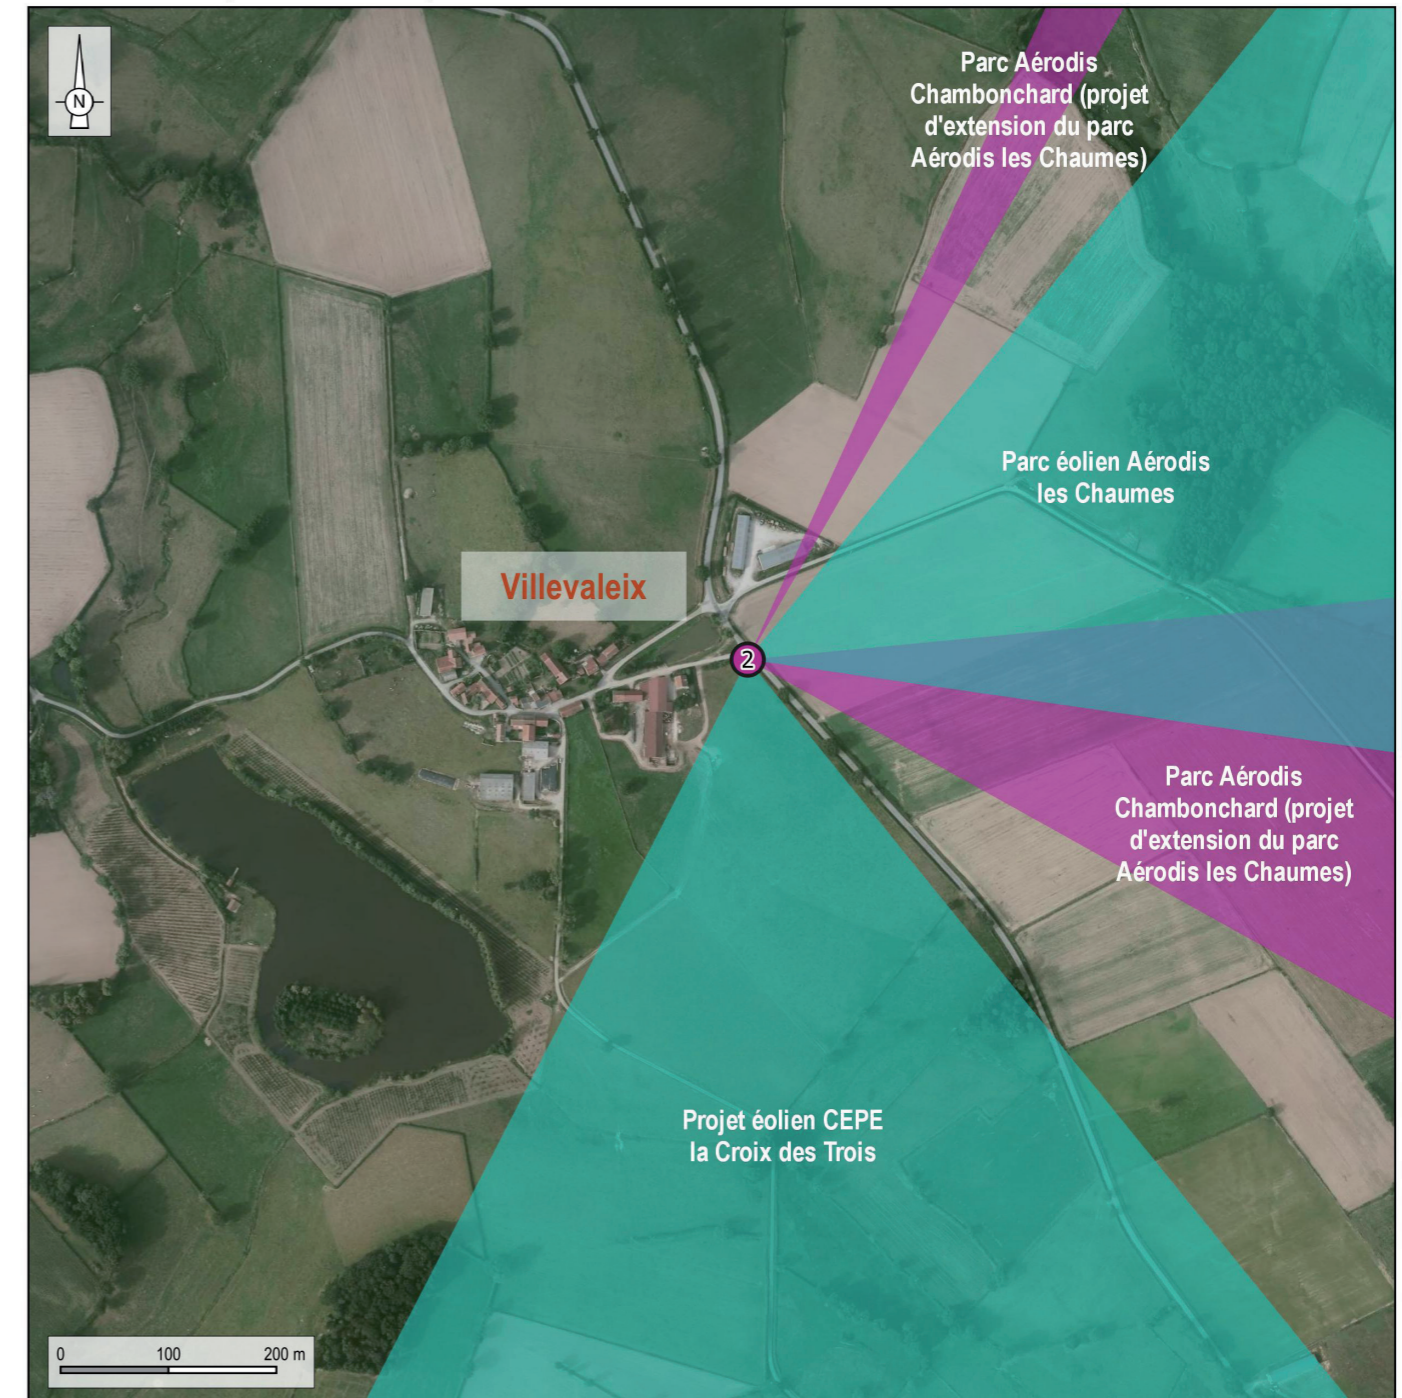 N
Parc Aérodis
Chambonchard (projet
d'extension du parc
Aérodis les Chaumes)
Parc éolien Aérodis
les Chaumes
Villevaleix
2
Parc Aérodis
Chambonchard (projet
d'extension du parc
Aérodis les Chaumes)
Projet éolien CEPE
la Croix des Trois
0 100 200 m